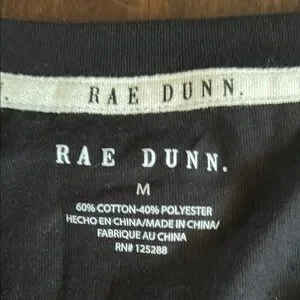 RAE DUNN.
RAE DUNN.
M
60% COTTON-40% POLYESTER
HECHO EN CHINA/MADE IN CHINA/
FABRIQUE AU CHINA
RN# 125288